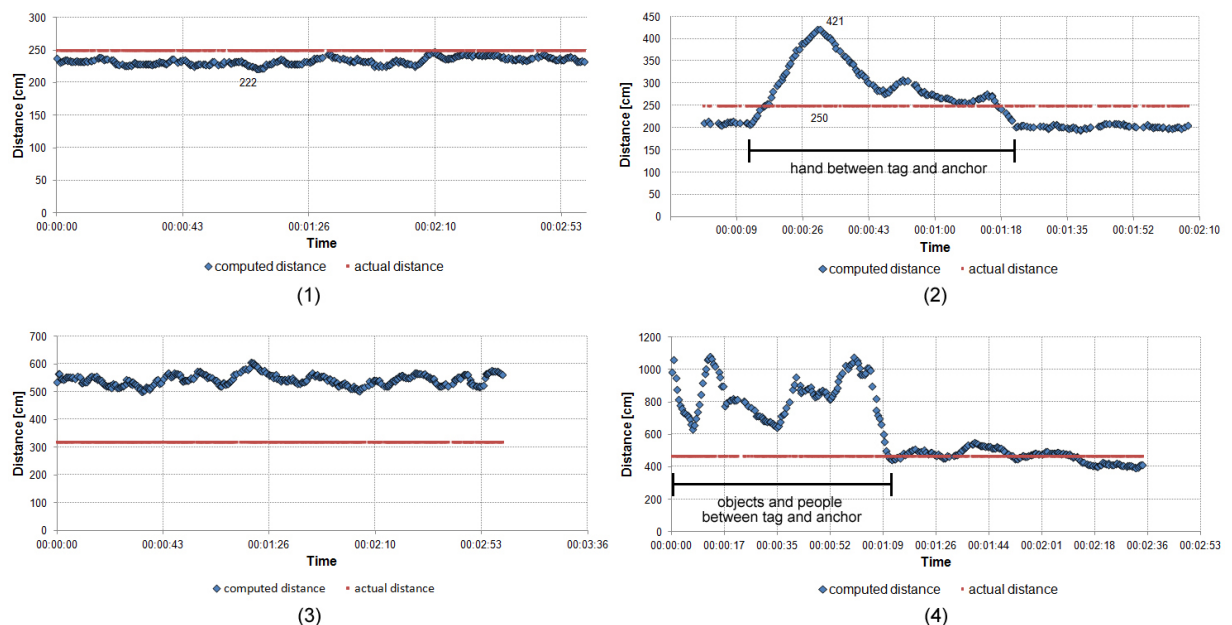 300
250
200
150
100
50
0
Distance [cm]
222
00:00:00 00:00:43 00:01:26 00:02:10 00:02:53
Time
computed distance actual distance
(1)
450
400
350
300
250
200
150
100
50
0
Distance [cm]
421
250
hand between tag and anchor
00:00:09 00:00:26 00:00:43 00:01:00 00:01:18 00:01:35 00:01:52 00:02:10
Time
computed distance actual distance
(2)
700
600
500
400
300
200
100
0
Distance [cm]
00:00:00 00:00:43 00:01:26 00:02:10 00:02:53 00:03:36
Time
computed distance actual distance
(3)
1200
1000
800
600
400
200
0
Distance [cm]
objects and people
between tag and anchor
00:00:00 00:00:17 00:00:35 00:00:52 00:01:09 00:01:26 00:01:44 00:02:01 00:02:18 00:02:36 00:02:53
Time
computed distance actual distance
(4)